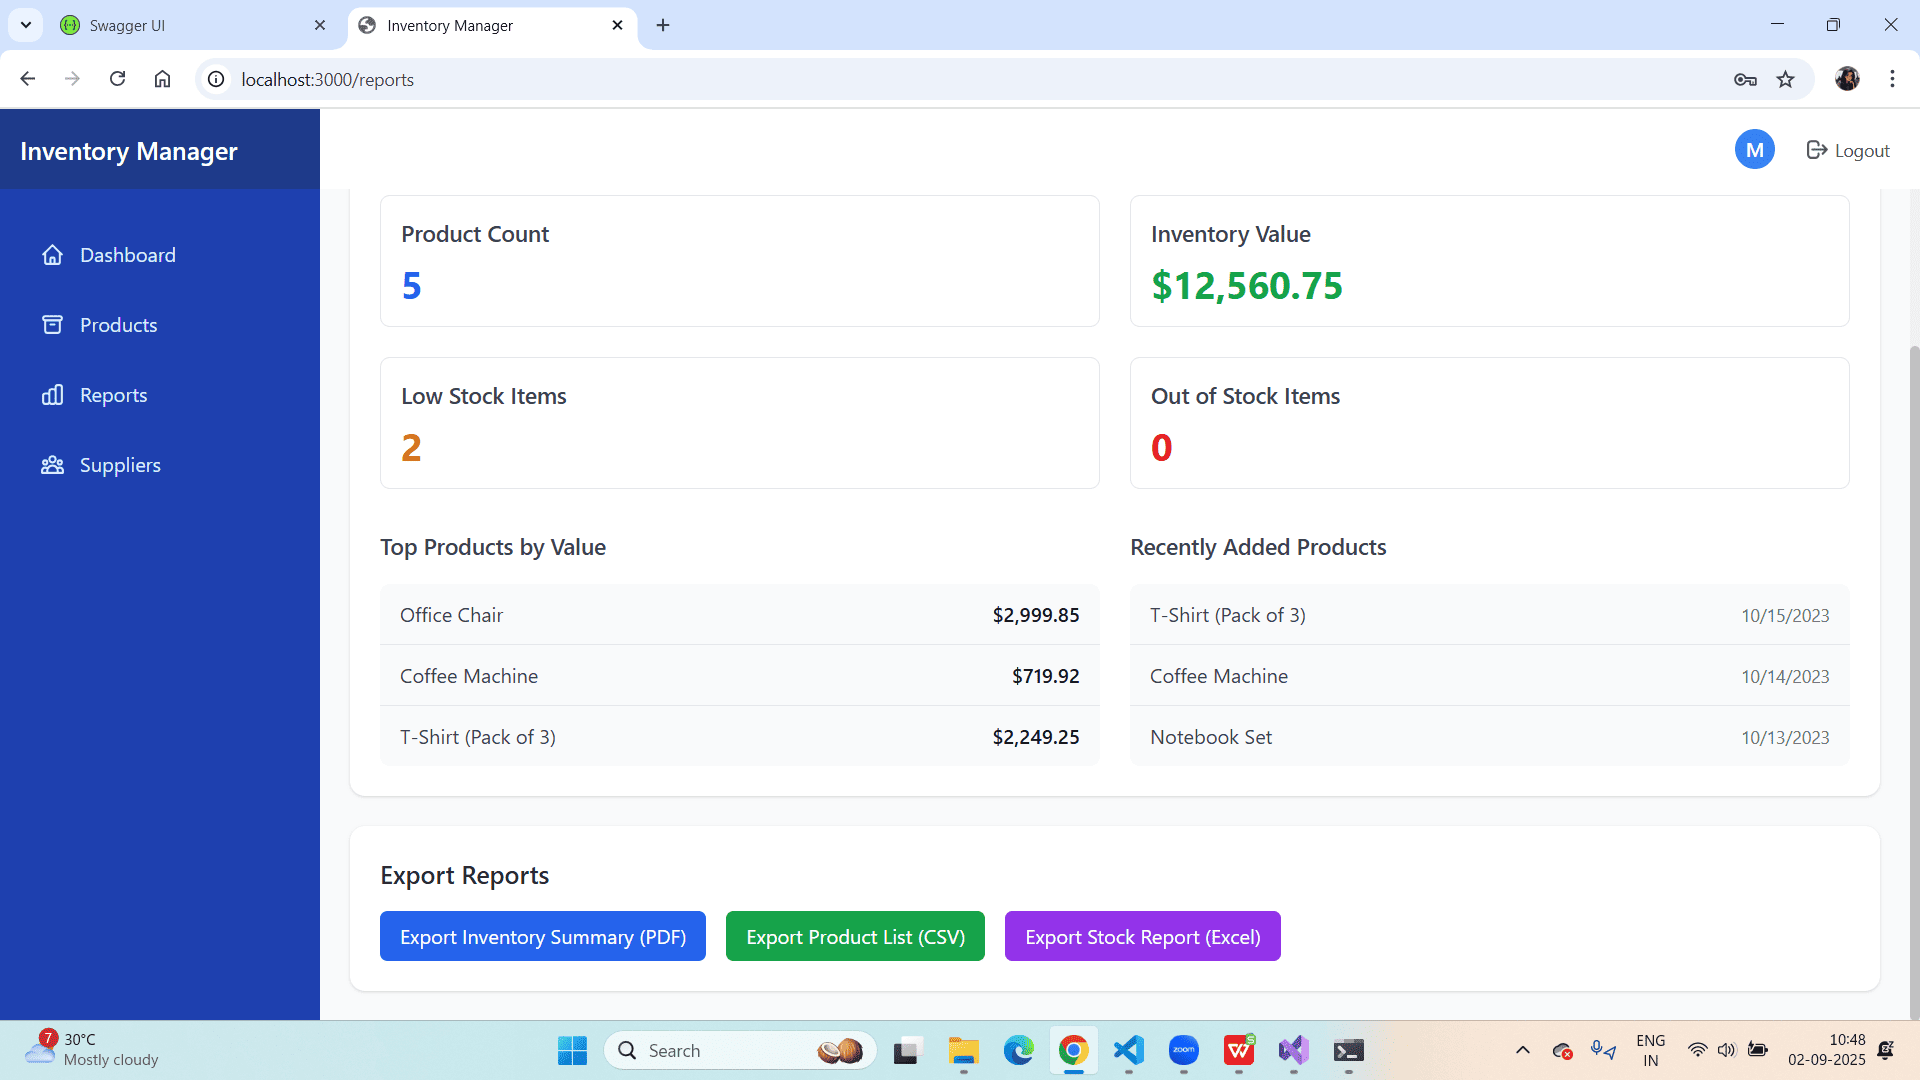 Swagger UI
Inventory Manager
localhost:3000/reports
Inventory Manager
M
Logout
Dashboard
Products
Reports
Suppliers
Product Count
5
Inventory Value
$12,560.75
Low Stock Items
2
Out of Stock Items
0
Top Products by Value
Office Chair $2,999.85
Coffee Machine $719.92
T-Shirt (Pack of 3) $2,249.25
Recently Added Products
T-Shirt (Pack of 3) 10/15/2023
Coffee Machine 10/14/2023
Notebook Set 10/13/2023
Export Reports
Export Inventory Summary (PDF)
Export Product List (CSV)
Export Stock Report (Excel)
7
30°C
Mostly cloudy
Search
zoom
W
S
ENG
IN
10:48
02-09-2025